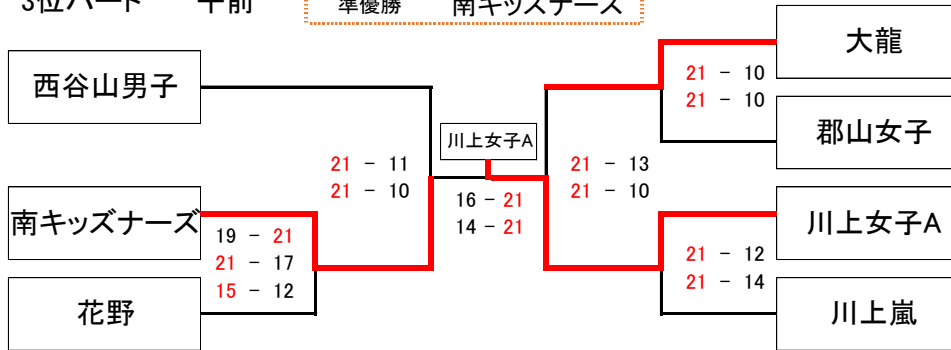 3位パート 午前
準優勝 南キッズナーズ
大龍
西谷山男子
21 - 10
21 - 10
郡山女子
川上女子A
21 - 11
21 - 10
21 - 13
21 - 10
16 - 21
14 - 21
南キッズナーズ
川上女子A
19 - 21
21 - 17
15 - 12
21 - 12
21 - 14
花野
川上嵐